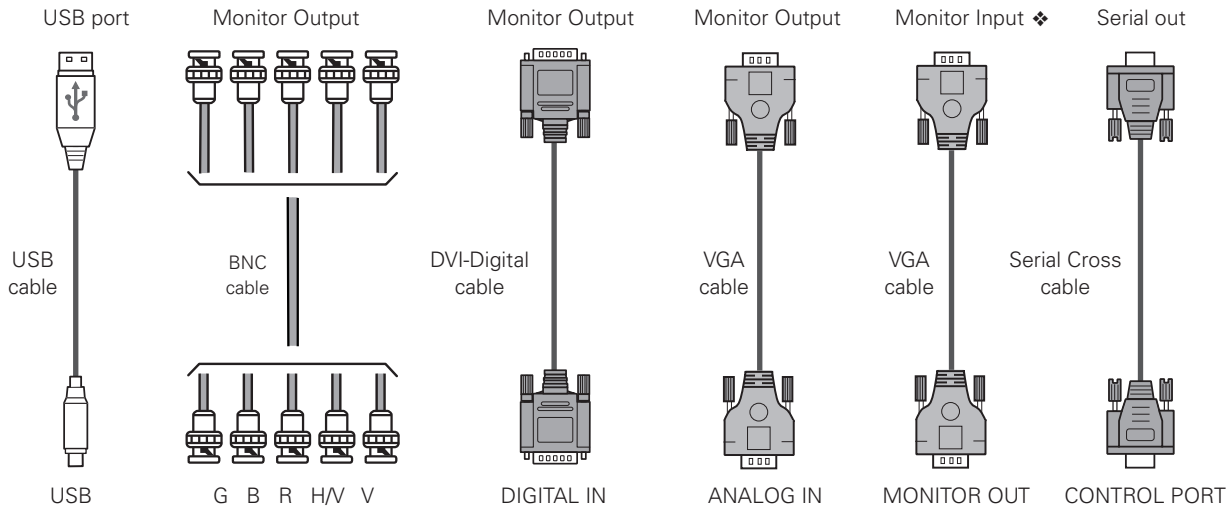 USB port Monitor Output Monitor Output Monitor Output Monitor Input ❖ Serial out
USB cable
BNC cable
DVI-Digital cable
VGA cable
VGA cable
Serial Cross cable
USB G B R H/V V DIGITAL IN ANALOG IN MONITOR OUT CONTROL PORT